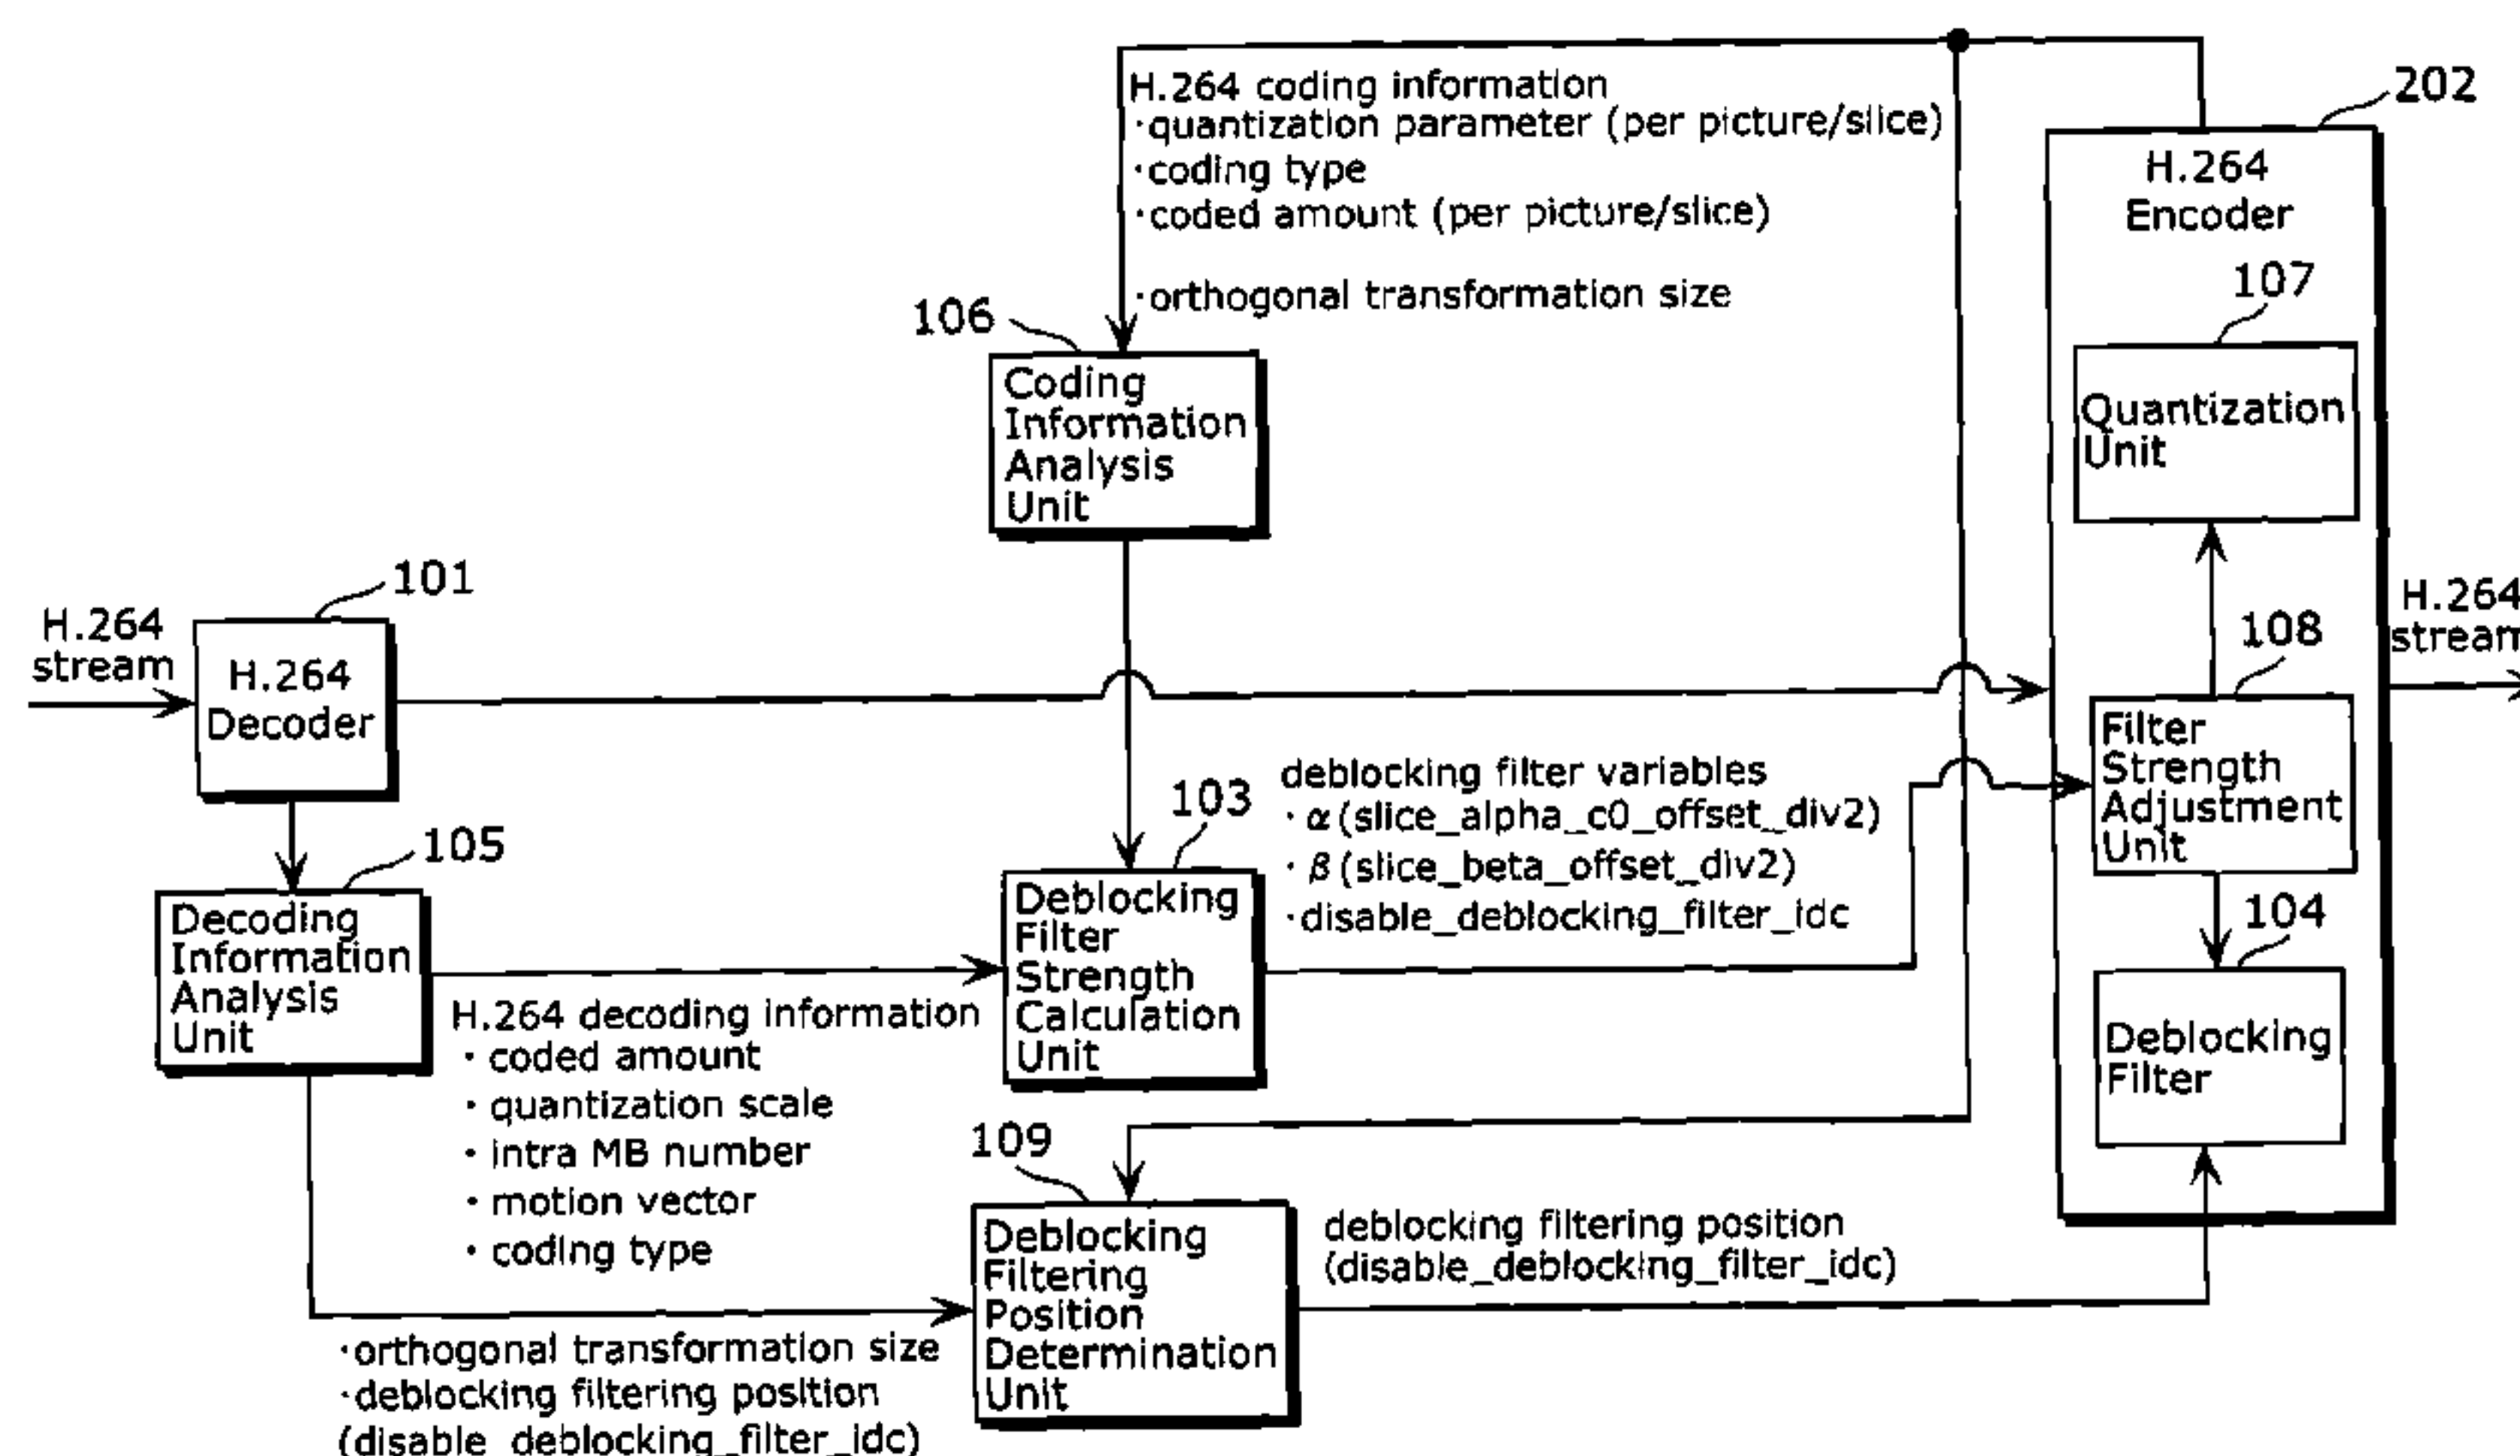 H.264 coding information
·quantization parameter (per picture/slice)
·coding type
·coded amount (per picture/slice)
·orthogonal transformation size
202
H.264
Encoder
107
Quantization
Unit
106
Coding
Information
Analysis
Unit
101
H.264
stream
H.264
Decoder
H.264
stream
108
Filter
Strength
Adjustment
Unit
deblocking filter variables
·α(slice_alpha_c0_offset_div2)
·β(slice_beta_offset_div2)
·disable_deblocking_filter_idc
103
Deblocking
Filter
Strength
Calculation
Unit
105
Decoding
Information
Analysis
Unit
104
Deblocking
Filter
H.264 decoding information
·coded amount
·quantization scale
·intra MB number
·motion vector
·coding type
109
Deblocking
Filtering
Position
Determination
Unit
deblocking filtering position
(disable_deblocking_filter_idc)
·orthogonal transformation size
·deblocking filtering position
(disable_deblocking_filter_idc)